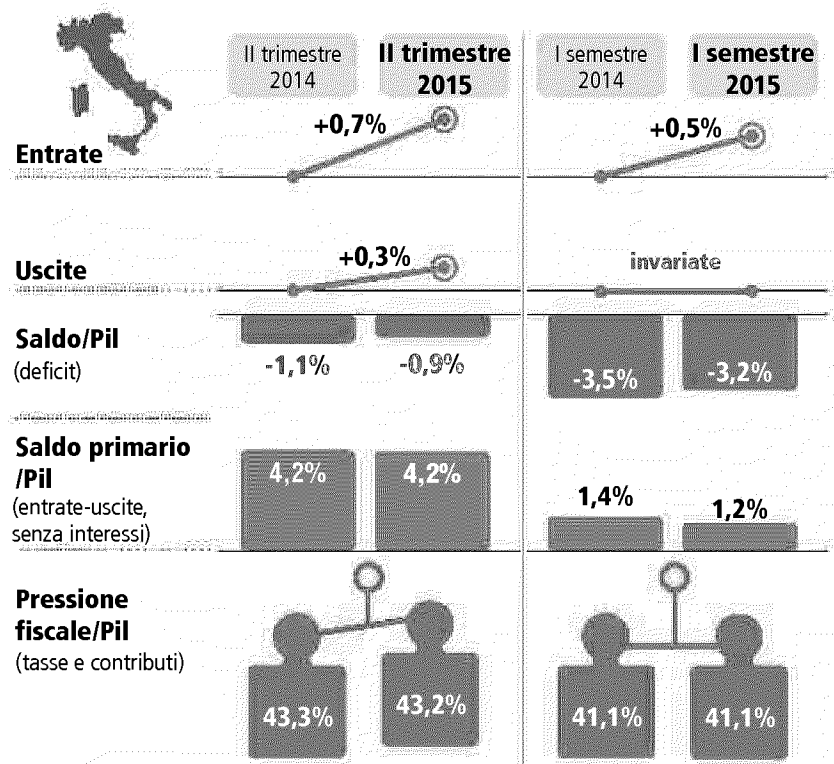 II trimestre
2014
II trimestre
2015
I semestre
2014
I semestre
2015
Entrate
+0,7%
+0,5%
Uscite
+0,3%
invariate
Saldo/Pil
(deficit)
-1,1%
-0,9%
-3,5%
-3,2%
Saldo primario
/Pil
(entrate-uscite,
senza interessi)
4,2%
4,2%
1,4%
1,2%
Pressione
fiscale/Pil
(tasse e contributi)
43,3%
43,2%
41,1%
41,1%